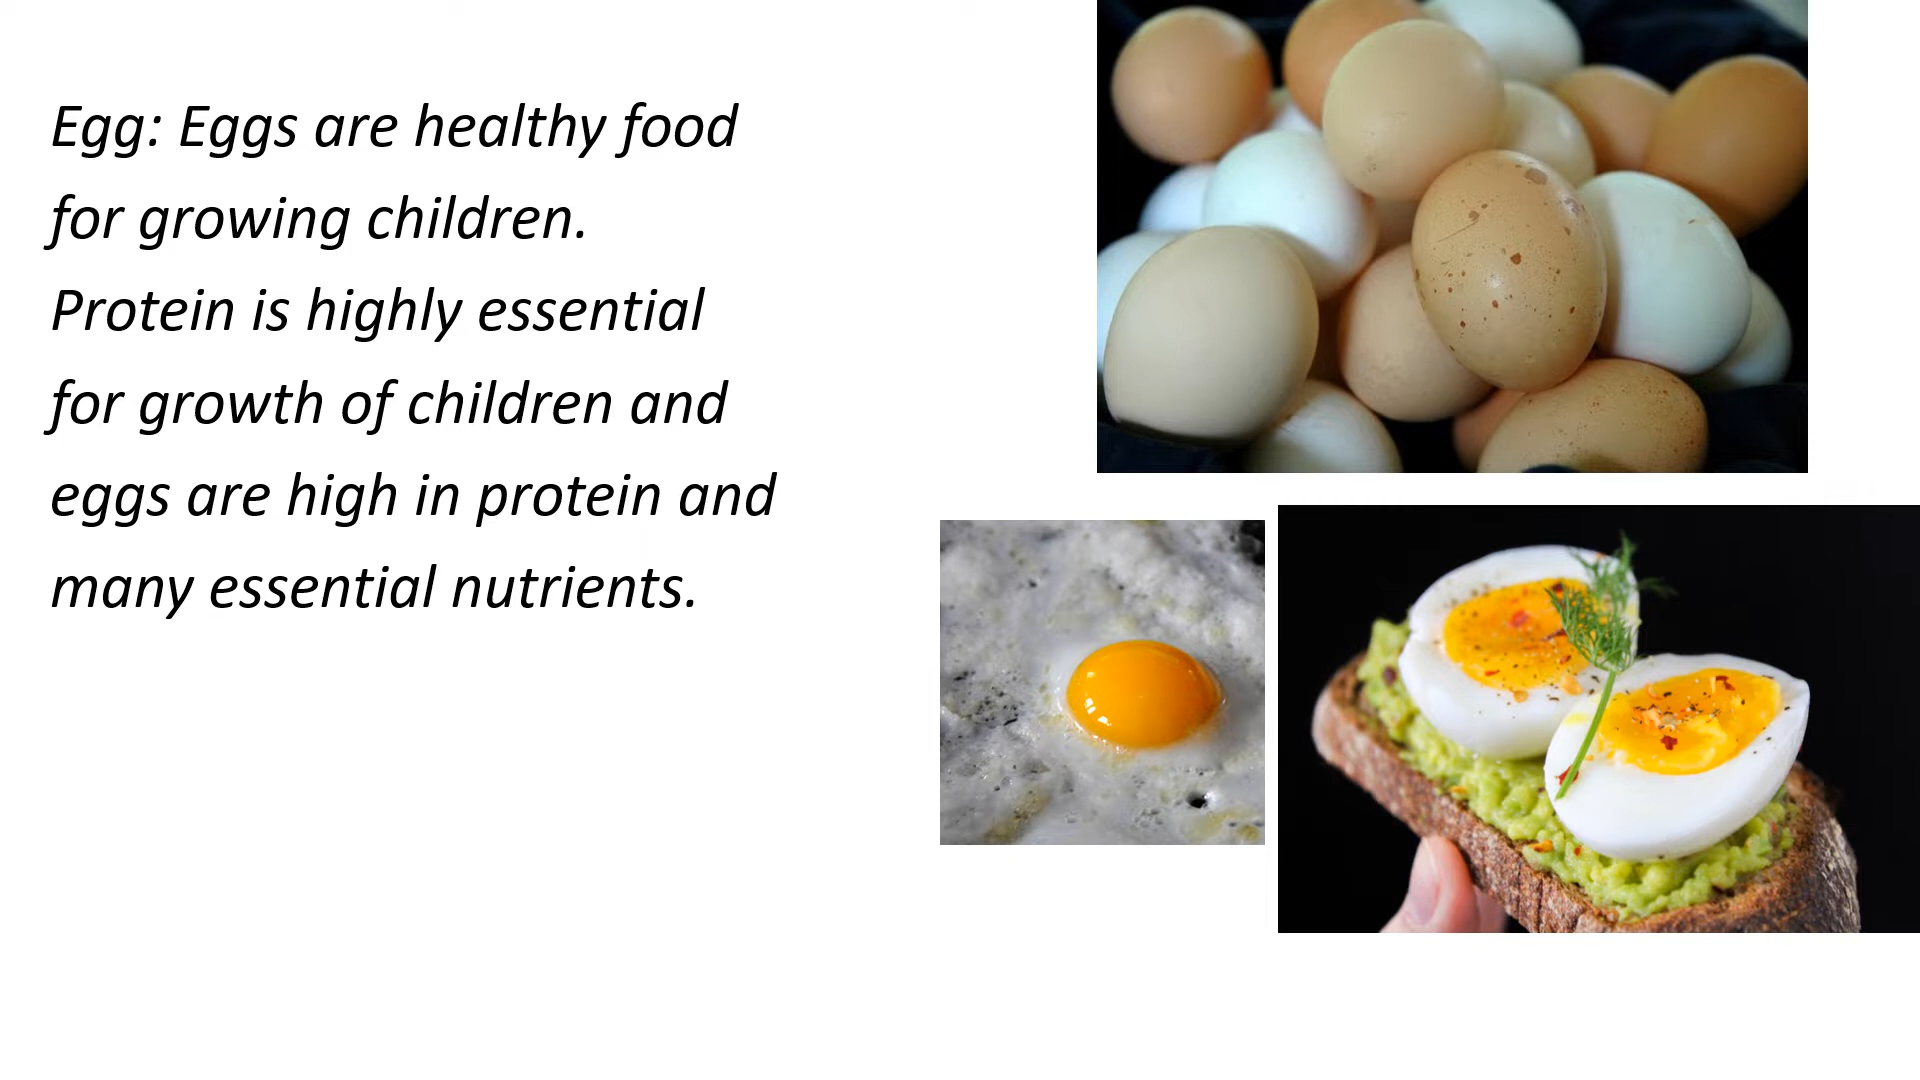 Egg: Eggs are healthy food
for growing children.
Protein is highly essential
for growth of children and
eggs are high in protein and
many essential nutrients.